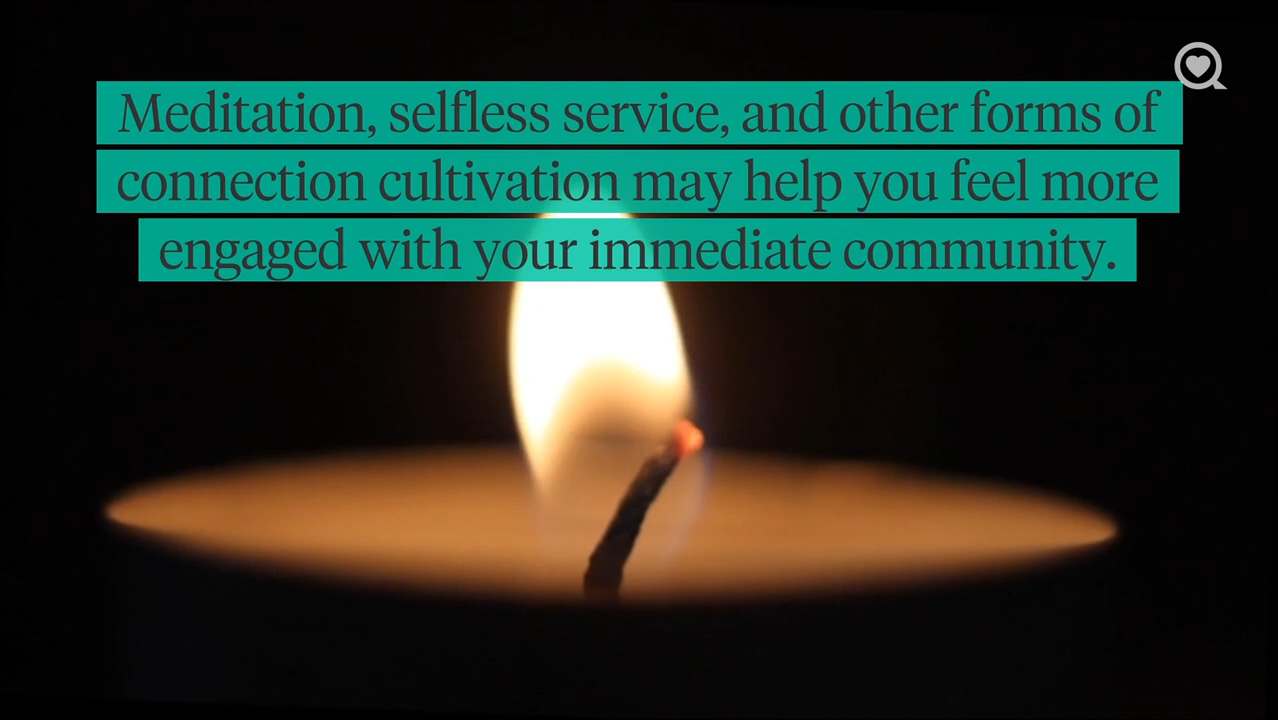 Meditation, selfless service, and other forms of
connection cultivation may help you feel more
engaged with your immediate community.